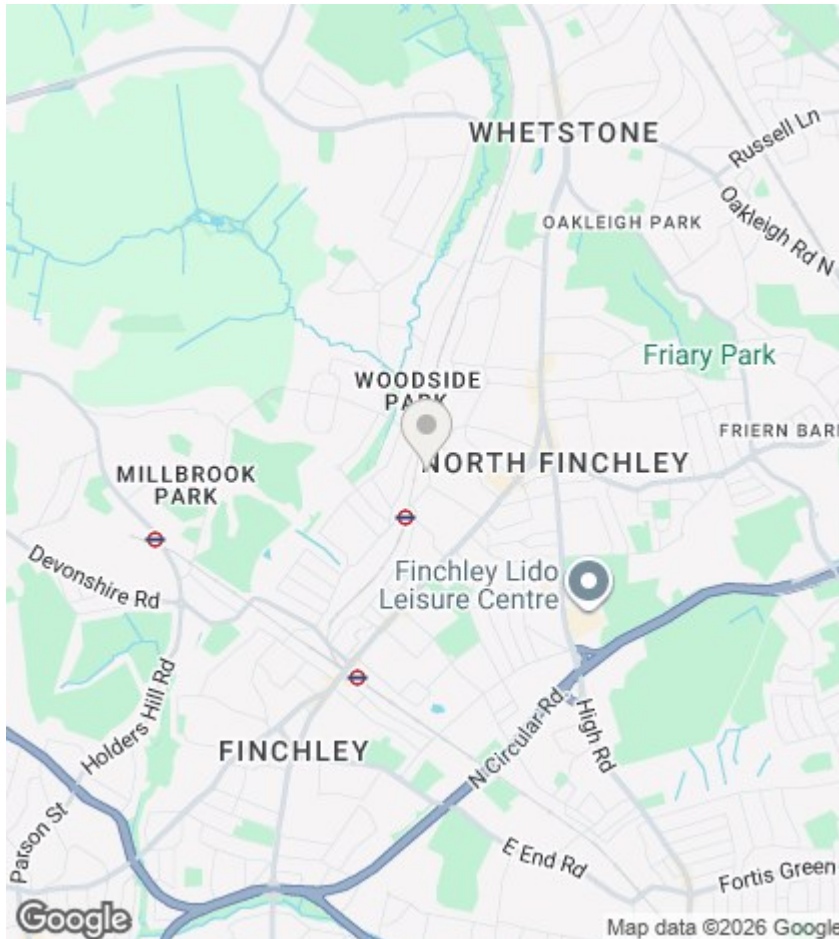 WHETSTONE
Russell Ln
OAKLEIGH PARK
Oakleigh Rd N
Friary Park
WOODSIDE
PARK
FRIERN BAR
NORTH FINCHLEY
MILLBROOK
PARK
Devonshire Rd
Finchley Lido
Leisure Centre
Holders Hill Rd
FINCHLEY
N Circular Rd
High Rd
Parson St
E End Rd
Fortis Green
Google
Map data ©2026 Google